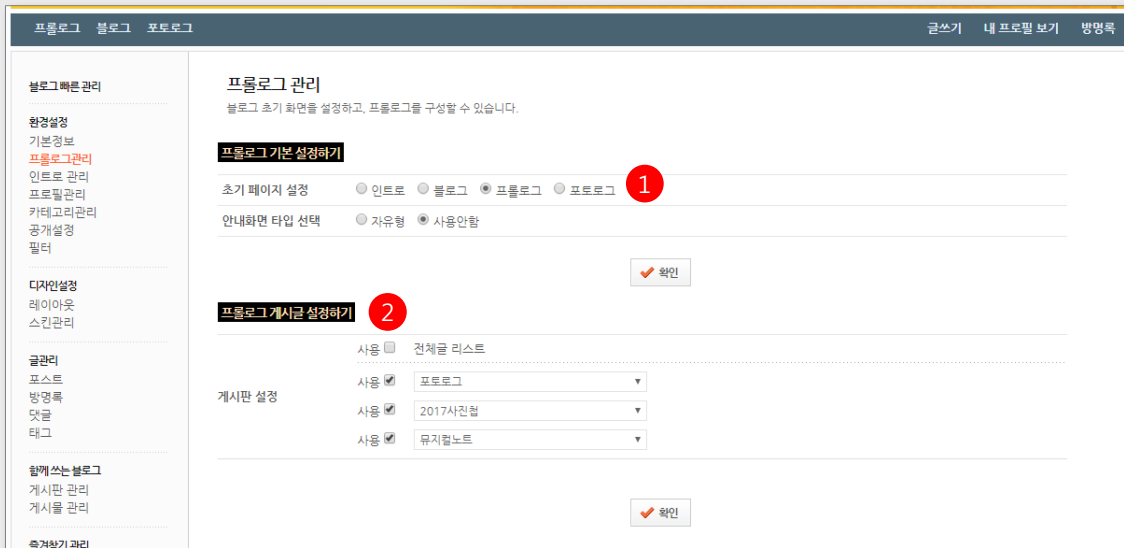 프롤로그 블로그 포토로그 글쓰기 내 프로필 보기 방명록
블로그 빠른 관리
환경설정
기본정보
프롤로그관리
인트로 관리
프로필관리
카테고리관리
공개설정
필터
디자인설정
레이아웃
스킨관리
글관리
포스트
방명록
댓글
태그
함께 쓰는 블로그
게시판 관리
게시물 관리
즐겨찾기 관리
프롤로그 관리
블로그 초기 화면을 설정하고, 프롤로그를 구성할 수 있습니다.
프롤로그 기본 설정하기
초기 페이지 설정 인트로 블로그 프롤로그 포토로그 1
안내화면 타입 선택 자유형 사용안함
확인
프롤로그 게시글 설정하기 2
사용 전체글 리스트
게시판 설정
사용 포토로그
사용 2017사진첩
사용 뮤지컬노트
확인